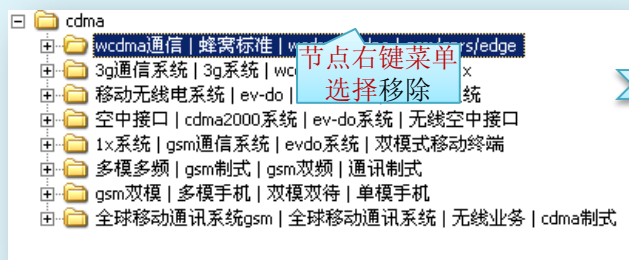 cdma
wcdma通信 | 蜂窝标准 | /edge
节点右键菜单
选择移除
3g通信系统 | 3g系统 | x
移动无线电系统 | ev-do | 统
空中接口 | cdma2000系统 | ev-do系统 | 无线空中接口
1x系统 | gsm通信系统 | evdo系统 | 双模式移动终端
多模多频 | gsm制式 | gsm双频 | 通讯制式
gsm双模 | 多模手机 | 双模双待 | 单模手机
全球移动通讯系统gsm | 全球移动通讯系统 | 无线业务 | cdma制式